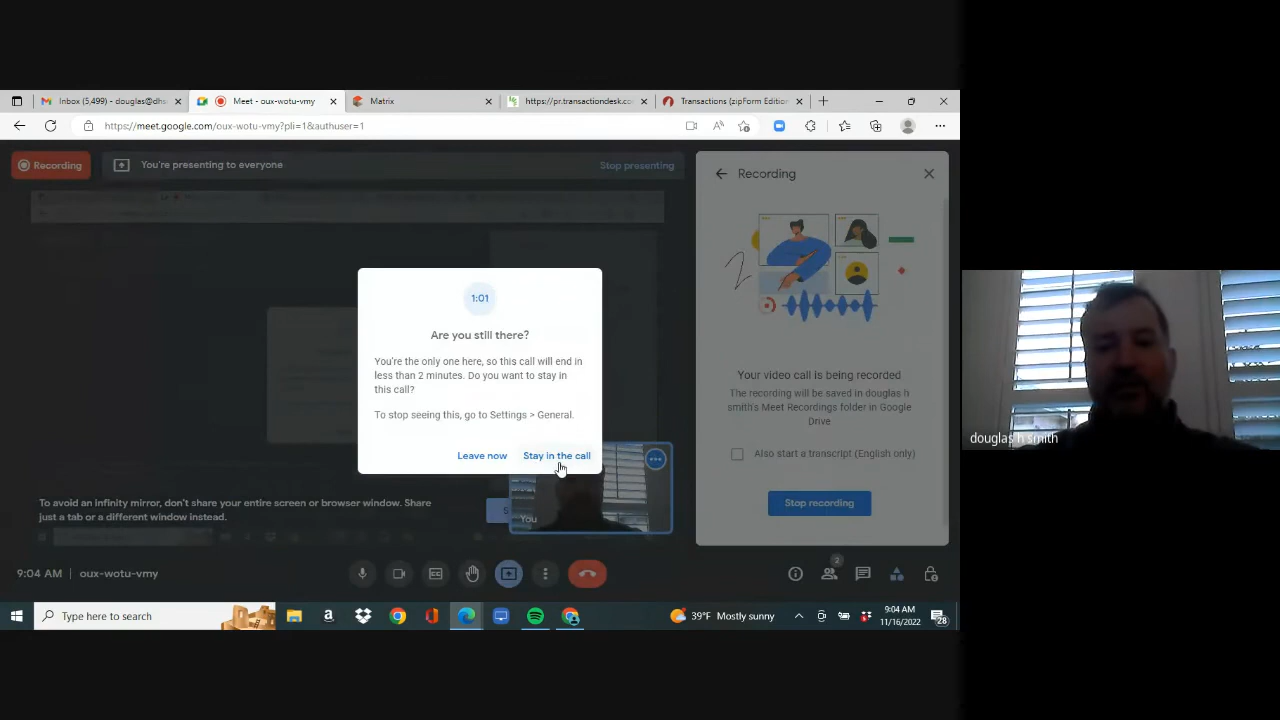 Inbox (5,499) - douglas@dhs
Meet - oux-wotu-vmy
Matrix
https://pr.transactiondesk.co
Transactions (zipForm Edition
https://meet.google.com/oux-wotu-vmy?pli=1&authuser=1
Recording
You're presenting to everyone
Stop presenting
Recording
1:01
Are you still there?
You're the only one here, so this call will end in
less than 2 minutes. Do you want to stay in
this call?
To stop seeing this, go to Settings > General.
Leave now
Stay in the call
2
Your video call is being recorded
The recording will be saved in douglas h
smith's Meet Recordings folder in Google
Drive
Also start a transcript (English only)
Stop recording
To avoid an infinity mirror, don't share your entire screen or browser window. Share
just a tab or a different window instead.
You
9:04 AM | oux-wotu-vmy
2
douglas h smith
Type here to search
39°F Mostly sunny
9:04 AM
11/16/2022
28